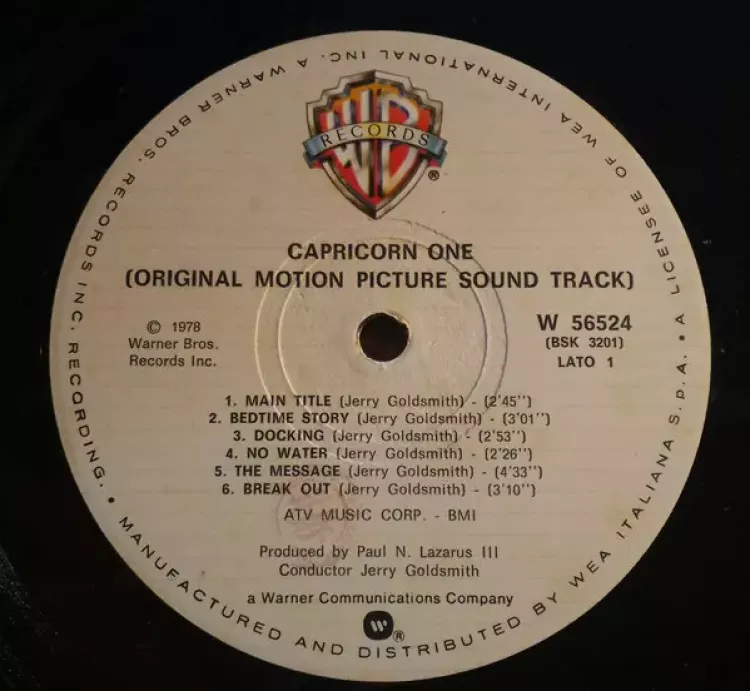 WB
RECORDS
®
CAPRICORN ONE
(ORIGINAL MOTION PICTURE SOUND TRACK)
© 1978
Warner Bros.
Records Inc.
W 56524
(BSK 3201)
LATO 1
1. MAIN TITLE (Jerry Goldsmith) - (2'45'')
2. BEDTIME STORY (Jerry Goldsmith) - (3'01'')
3. DOCKING (Jerry Goldsmith) - (2'53'')
4. NO WATER (Jerry Goldsmith) - (2'26'')
5. THE MESSAGE (Jerry Goldsmith) - (4'33'')
6. BREAK OUT (Jerry Goldsmith) - (3'10'')
ATV MUSIC CORP. - BMI
Produced by Paul N. Lazarus III
Conductor Jerry Goldsmith
a Warner Communications Company
®
• MANUFACTURED AND DISTRIBUTED BY WEA ITALIANA S.p.A. • A LICENSEE OF WEA INTERNATIONAL INC. A WARNER BROS. RECORDS INC. RECORDING.